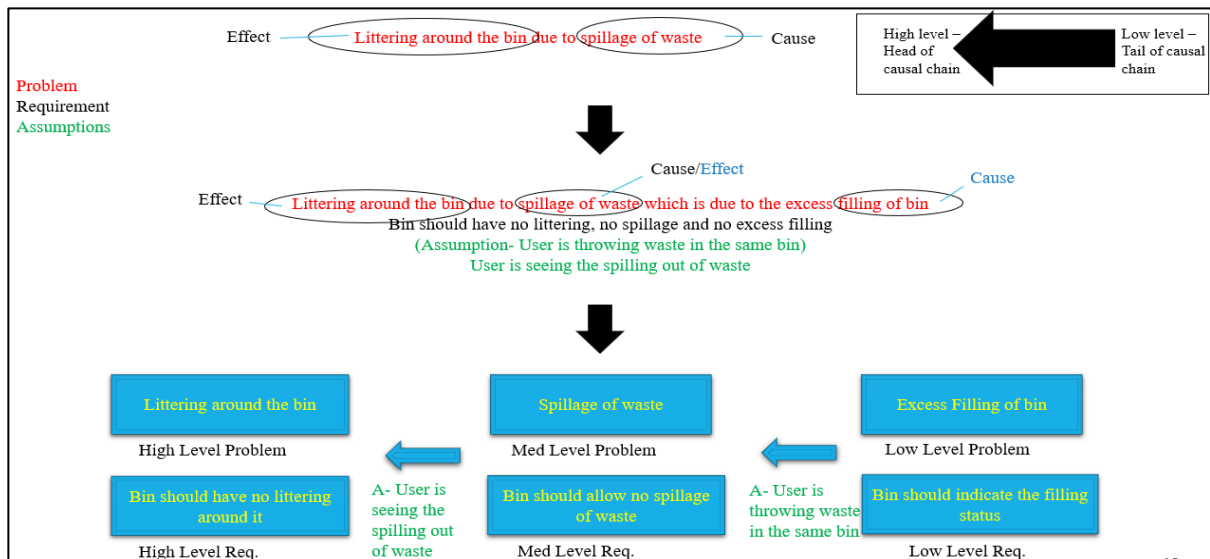 Effect
Littering around the bin due to spillage of waste
Cause
High level –
Head of
causal chain
Low level –
Tail of causal
chain
Problem
Requirement
Assumptions
Cause/Effect
Cause
Effect
Littering around the bin due to spillage of waste which is due to the excess filling of bin
Bin should have no littering, no spillage and no excess filling
(Assumption- User is throwing waste in the same bin)
User is seeing the spilling out of waste
Littering around the bin
Spillage of waste
Excess Filling of bin
High Level Problem
Med Level Problem
Low Level Problem
Bin should have no littering
around it
A- User is
seeing the
spilling out
of waste
Bin should allow no spillage
of waste
A- User is
throwing waste
in the same bin
Bin should indicate the filling
status
High Level Req.
Med Level Req.
Low Level Req.